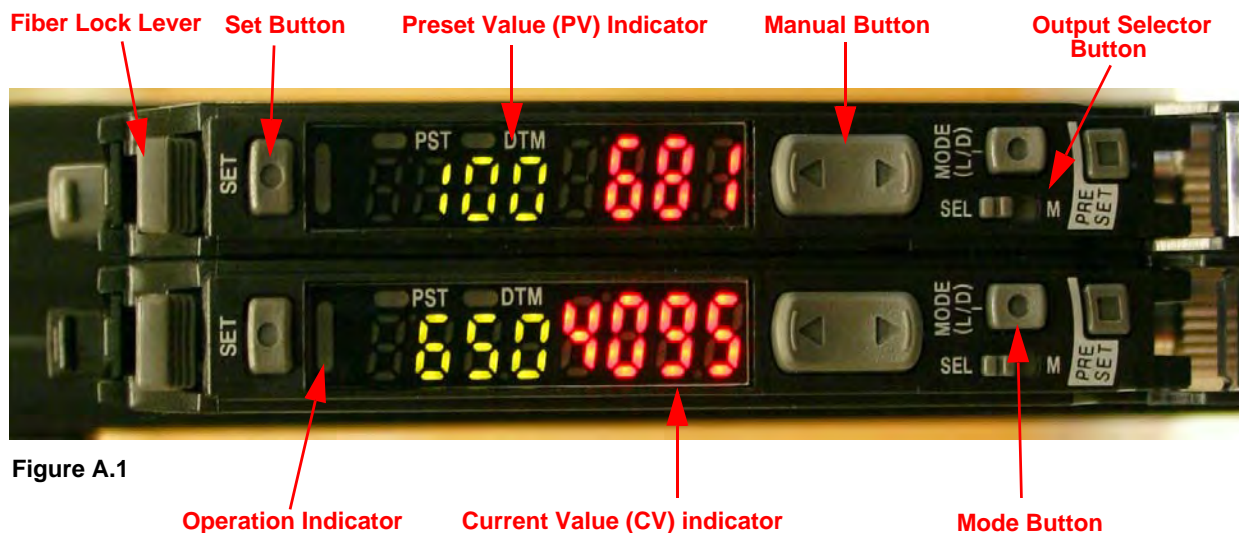 Fiber Lock Lever
Set Button
Preset Value (PV) Indicator
Manual Button
Output Selector
Button
SET
PST
DTM
100
681
MODE
(L/D)
SEL
M
PRE
SET
SET
PST
DTM
650
4095
MODE
(L/D)
SEL
M
PRE
SET
Figure A.1
Operation Indicator
Current Value (CV) indicator
Mode Button